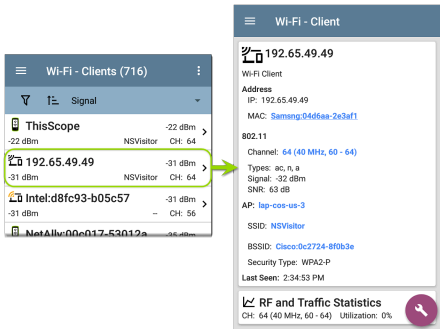 Wi-Fi - Clients (716)
Signal
ThisScope
-22 dBm
-22 dBm
NSVisitor
CH: 64
192.65.49.49
-31 dBm
-31 dBm
NSVisitor
CH: 64
Intel:d8fc93-b05c57
-31 dBm
-31 dBm
--
CH: 56
NetAlly:00c017-53012a
-35 dBm
Wi-Fi - Client
192.65.49.49
Wi-Fi Client
Address
IP: 192.65.49.49
MAC: Samsng:04d6aa-2e3af1
802.11
Channel: 64 (40 MHz, 60 - 64)
Types: ac, n, a
Signal: -32 dBm
SNR: 63 dB
AP: lap-cos-us-3
SSID: NSVisitor
BSSID: Cisco:0c2724-8f0b3e
Security Type: WPA2-P
Last Seen: 2:34:53 PM
RF and Traffic Statistics
CH: 64 (40 MHz, 60 - 64) Utilization: 0%